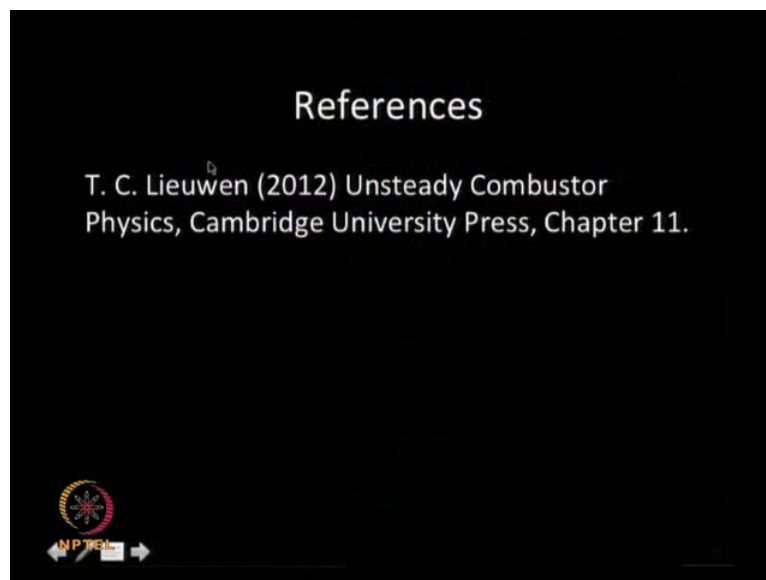 References
T. C. Lieuwen (2012) Unsteady Combustor
Physics, Cambridge University Press, Chapter 11.
NPTEL